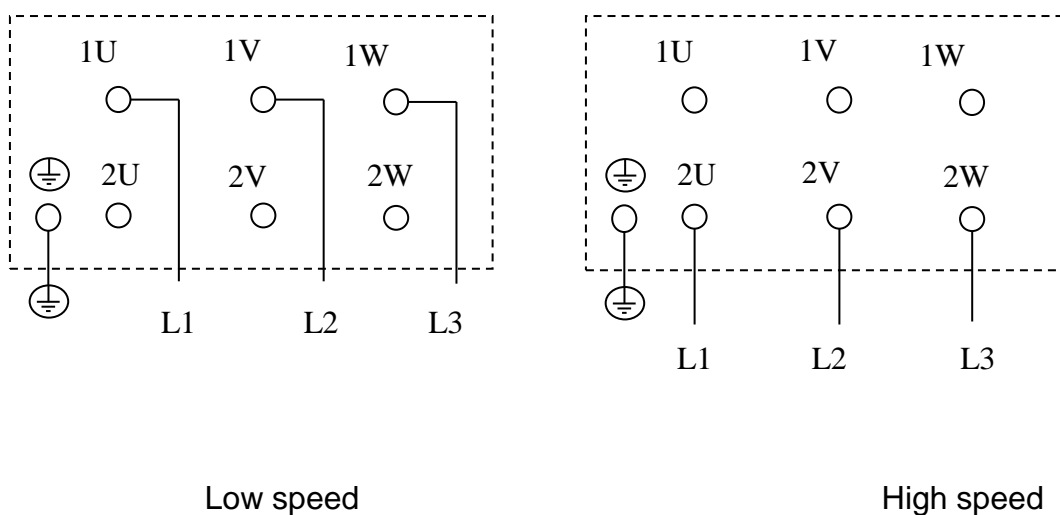 1U 1V 1W
2U 2V 2W
L1 L2 L3
Low speed
1U 1V 1W
2U 2V 2W
L1 L2 L3
High speed